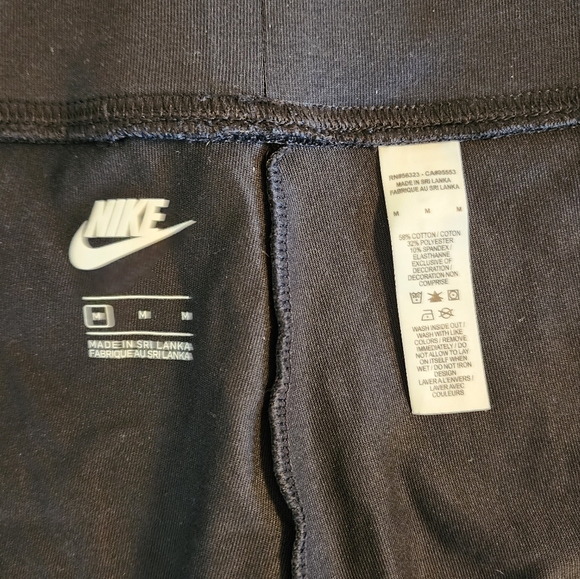 NIKE
M M M
MADE IN SRI LANKA
FABRIQUE AU SRI LANKA
RN#56323 - CA#05553
MADE IN SRI LANKA
FABRIQUE AU SRI LANKA
M M M
58% COTTON / COTON
32% POLYESTER
10% SPANDEX /
ELASTHANNE
EXCLUSIVE OF
DECORATION /
DECORATION NON
COMPRISE
WASH INSIDE OUT /
WASH WITH LIKE
COLORS / REMOVE
IMMEDIATELY / DO
NOT ALLOW TO LAY
ON ITSELF WHEN
WET / DO NOT IRON
DESIGN
LAVER A L'ENVERS /
LAVER AVEC
COULEURS